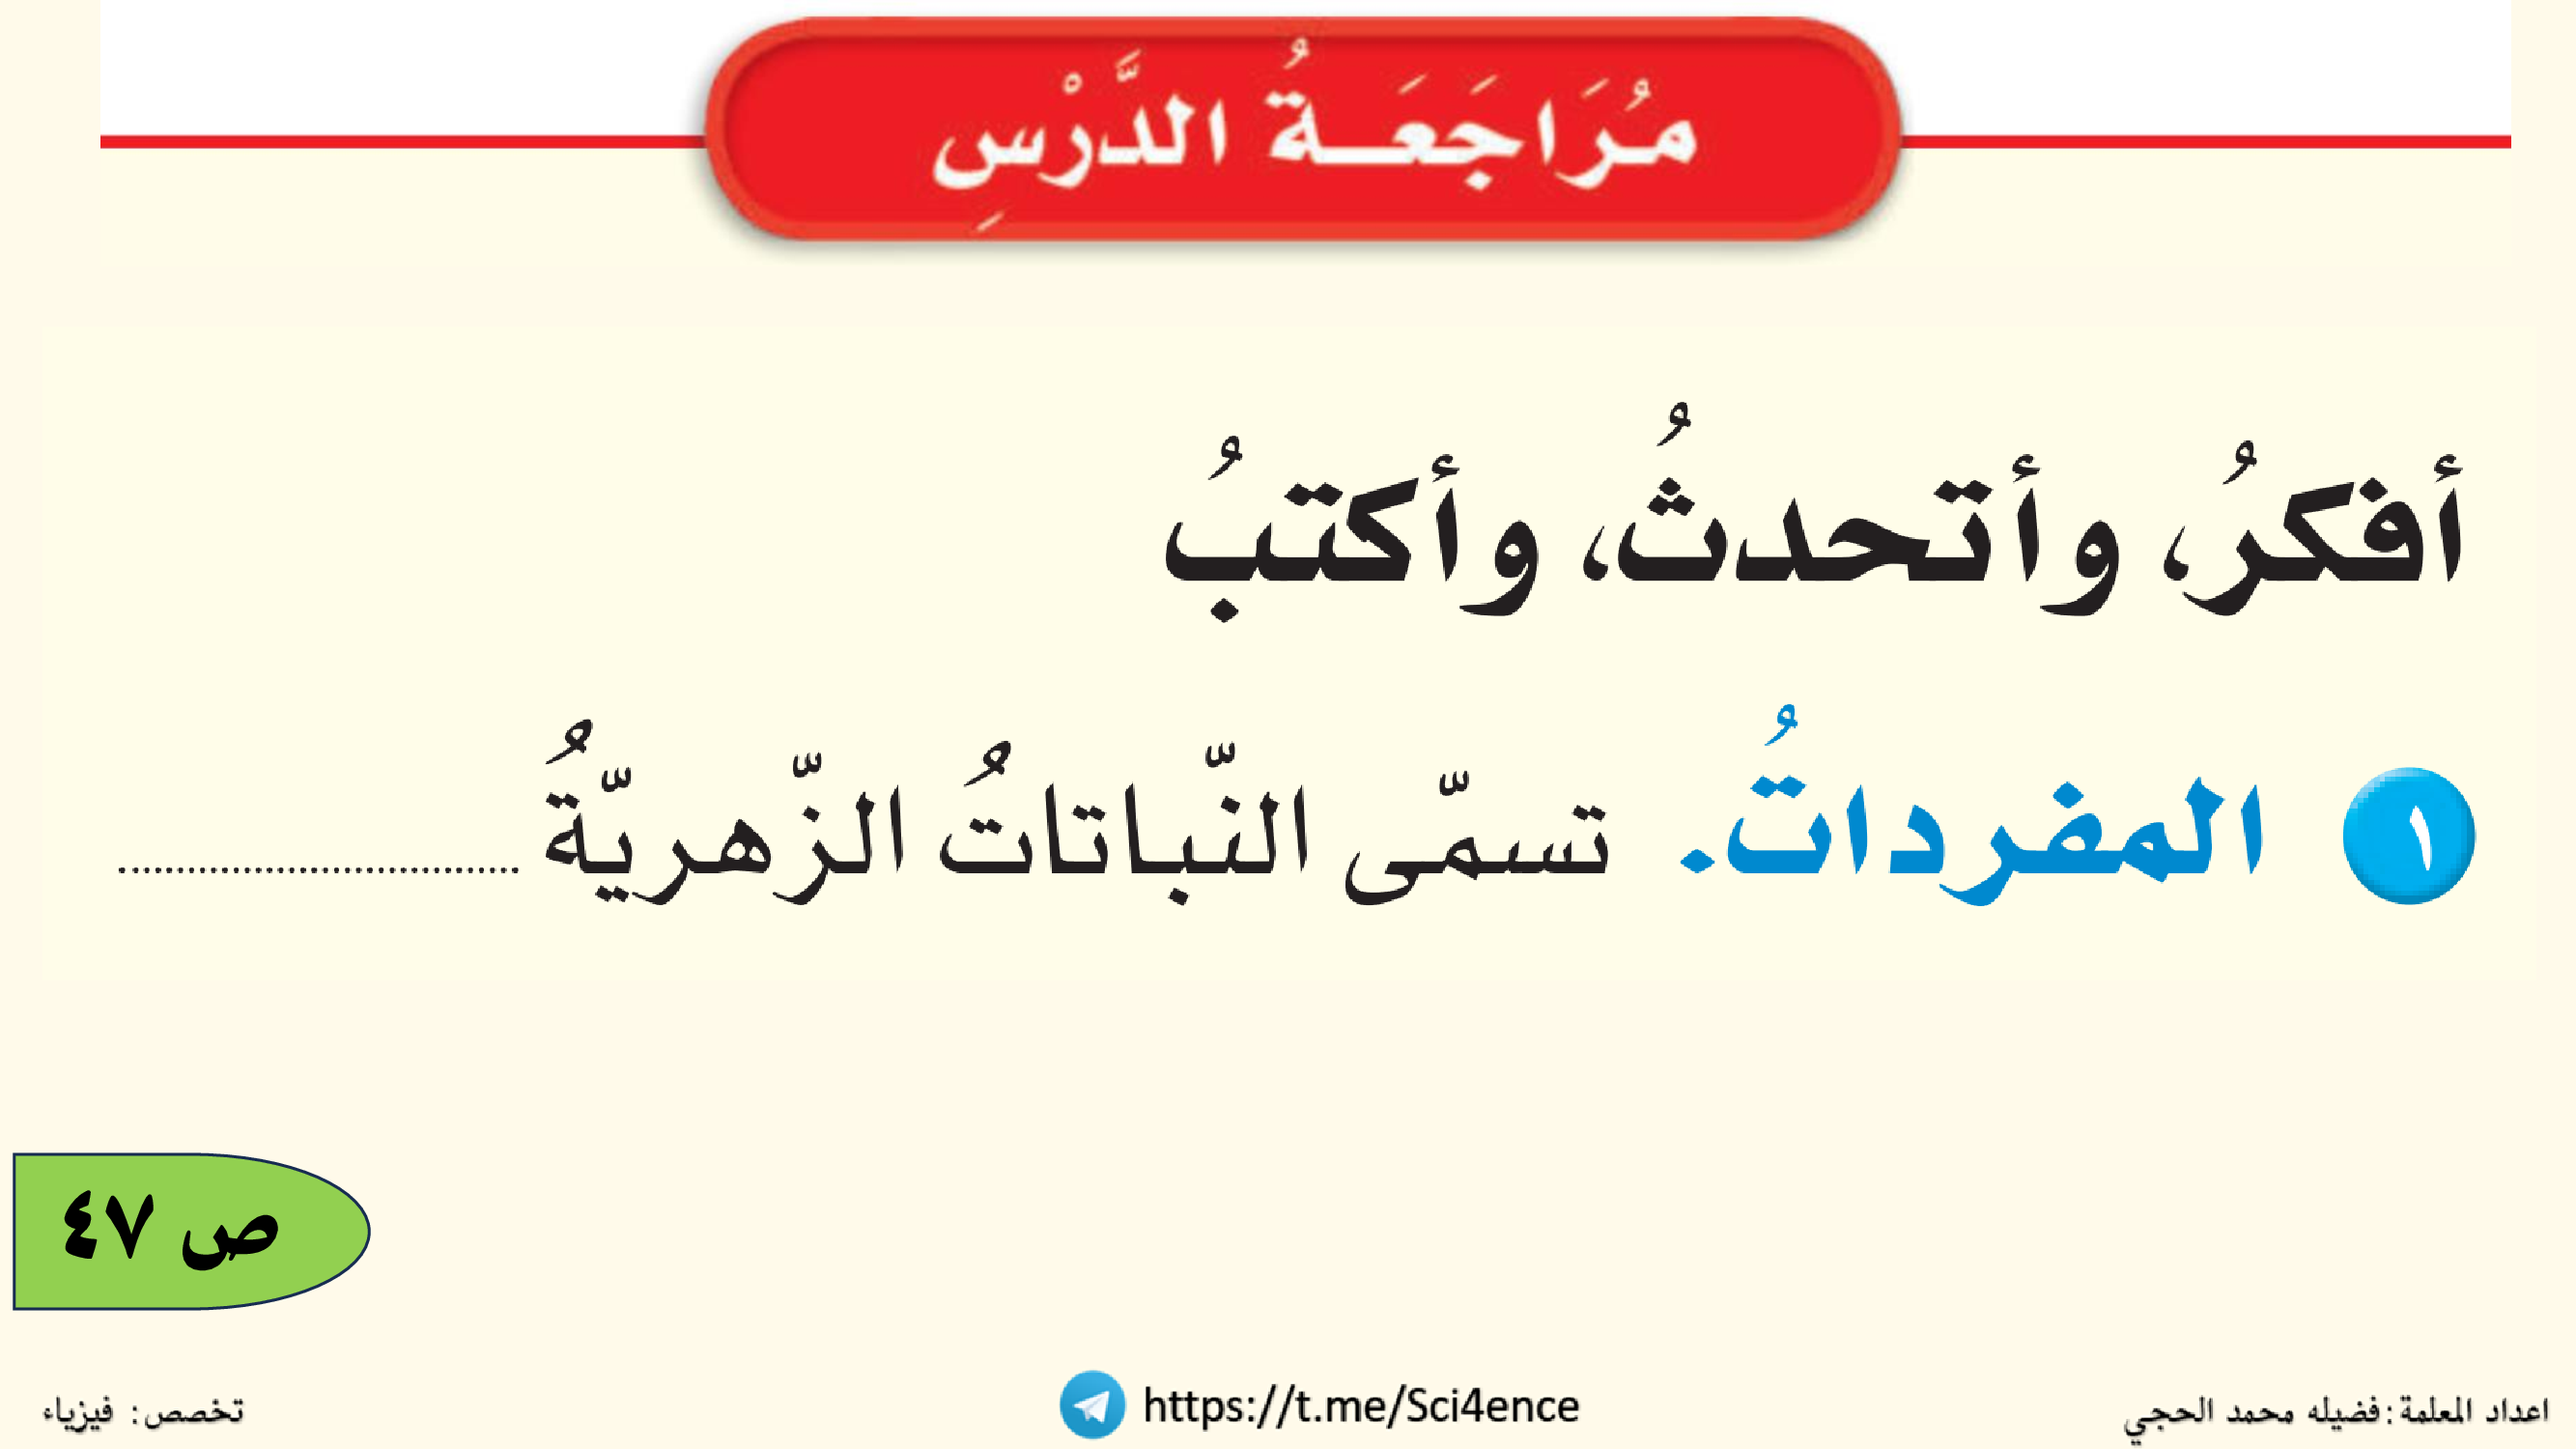 مُرَاجَعَةُ الدَّرْسِ
أفكرُ، وأتحدثُ، وأكتبُ
١ المفرداتُ. تسمّى النّباتاتُ الزّهريّةُ ..................................
ص ٤٧
اعداد المعلمة:فضيله محمد الحجي https://t.me/Sci4ence تخصص: فيزياء